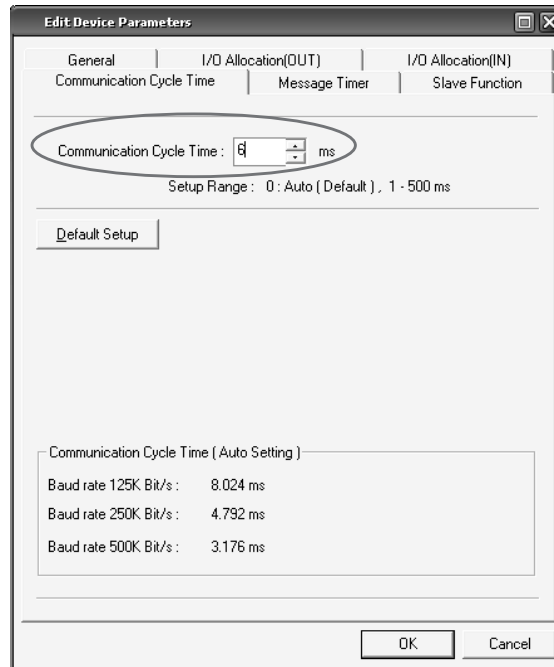 Edit Device Parameters
General I/O Allocation(OUT) I/O Allocation(IN)
Communication Cycle Time Message Timer Slave Function
Communication Cycle Time : 6 ms
Setup Range : 0 : Auto ( Default ) , 1 - 500 ms
Default Setup
Communication Cycle Time ( Auto Setting )
Baud rate 125K Bit/s : 8.024 ms
Baud rate 250K Bit/s : 4.792 ms
Baud rate 500K Bit/s : 3.176 ms
OK Cancel